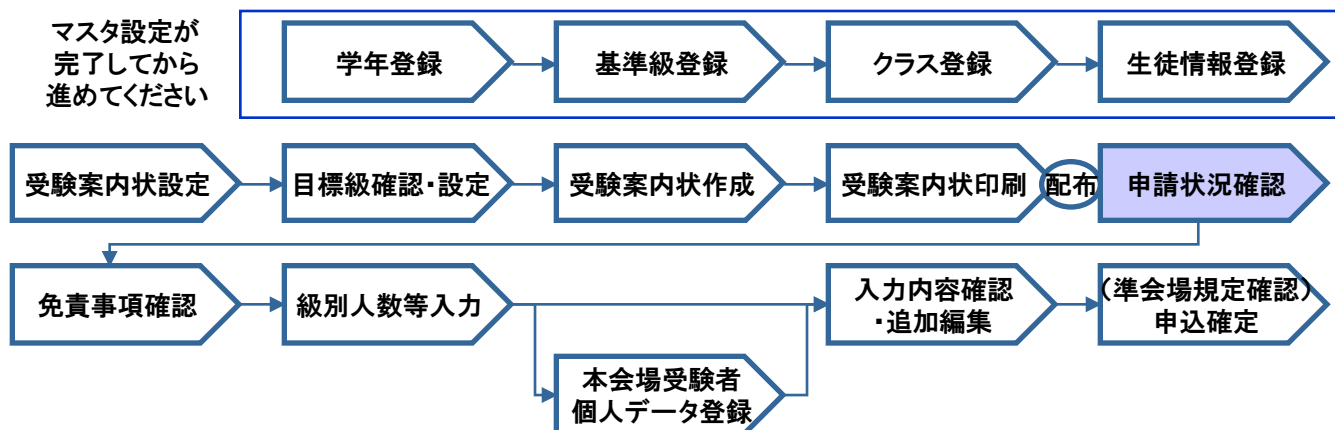 マスタ設定が
完了してから
進めてください
学年登録
基準級登録
クラス登録
生徒情報登録
受験案内状設定
目標級確認・設定
受験案内状作成
受験案内状印刷
配布
申請状況確認
免責事項確認
級別人数等入力
入力内容確認
・追加編集
（準会場規定確認）
申込確定
本会場受験者
個人データ登録